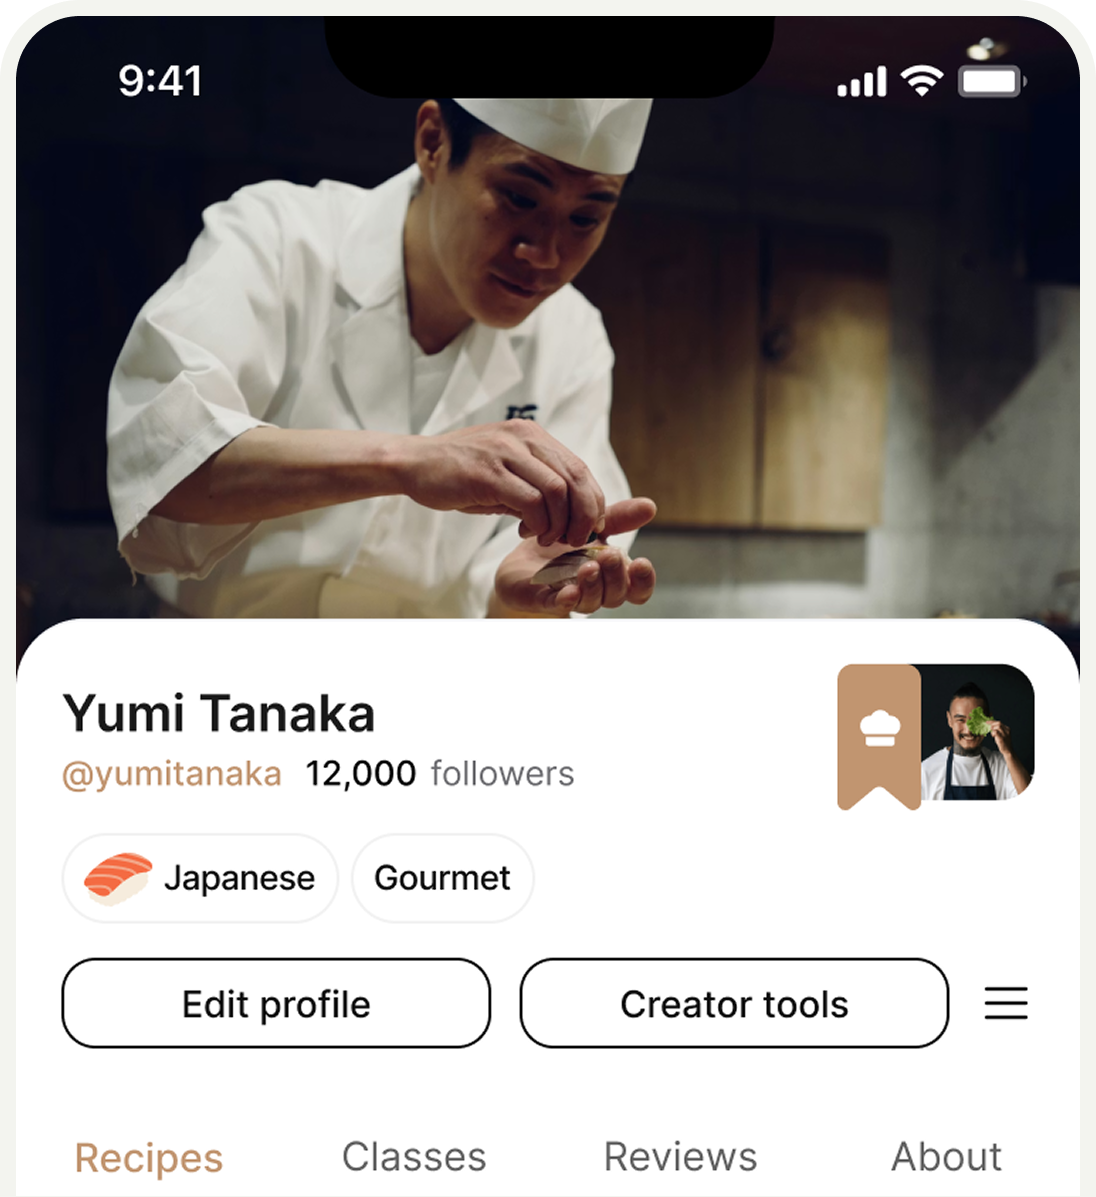 9:41
Yumi Tanaka
@yumitanaka 12,000 followers
Japanese Gourmet
Edit profile Creator tools
Recipes Classes Reviews About